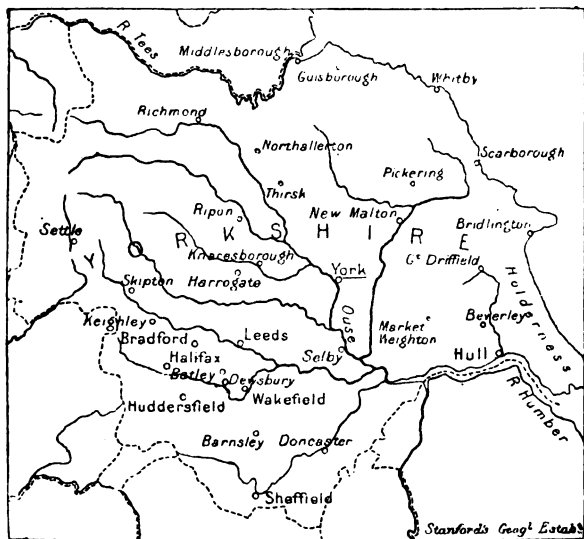 R Tees
Middlesborough
Guisborough
Whitby
Richmond
Northallerton
Scarborough
Pickering
Thirsk
Ripon
New Malton
Bridlington
YORKSHIRE
Settle
Knaresborough
Gt Driffield
York
Harrogate
Skipton
Holderness
Ouse
Market Weighton
Beverley
Keighley
Leeds
Bradford
Selby
Hull
Halifax
Batley
Dewsbury
Wakefield
R Humber
Huddersfield
Barnsley
Doncaster
Sheffield
Stanford's Geogl Estabt